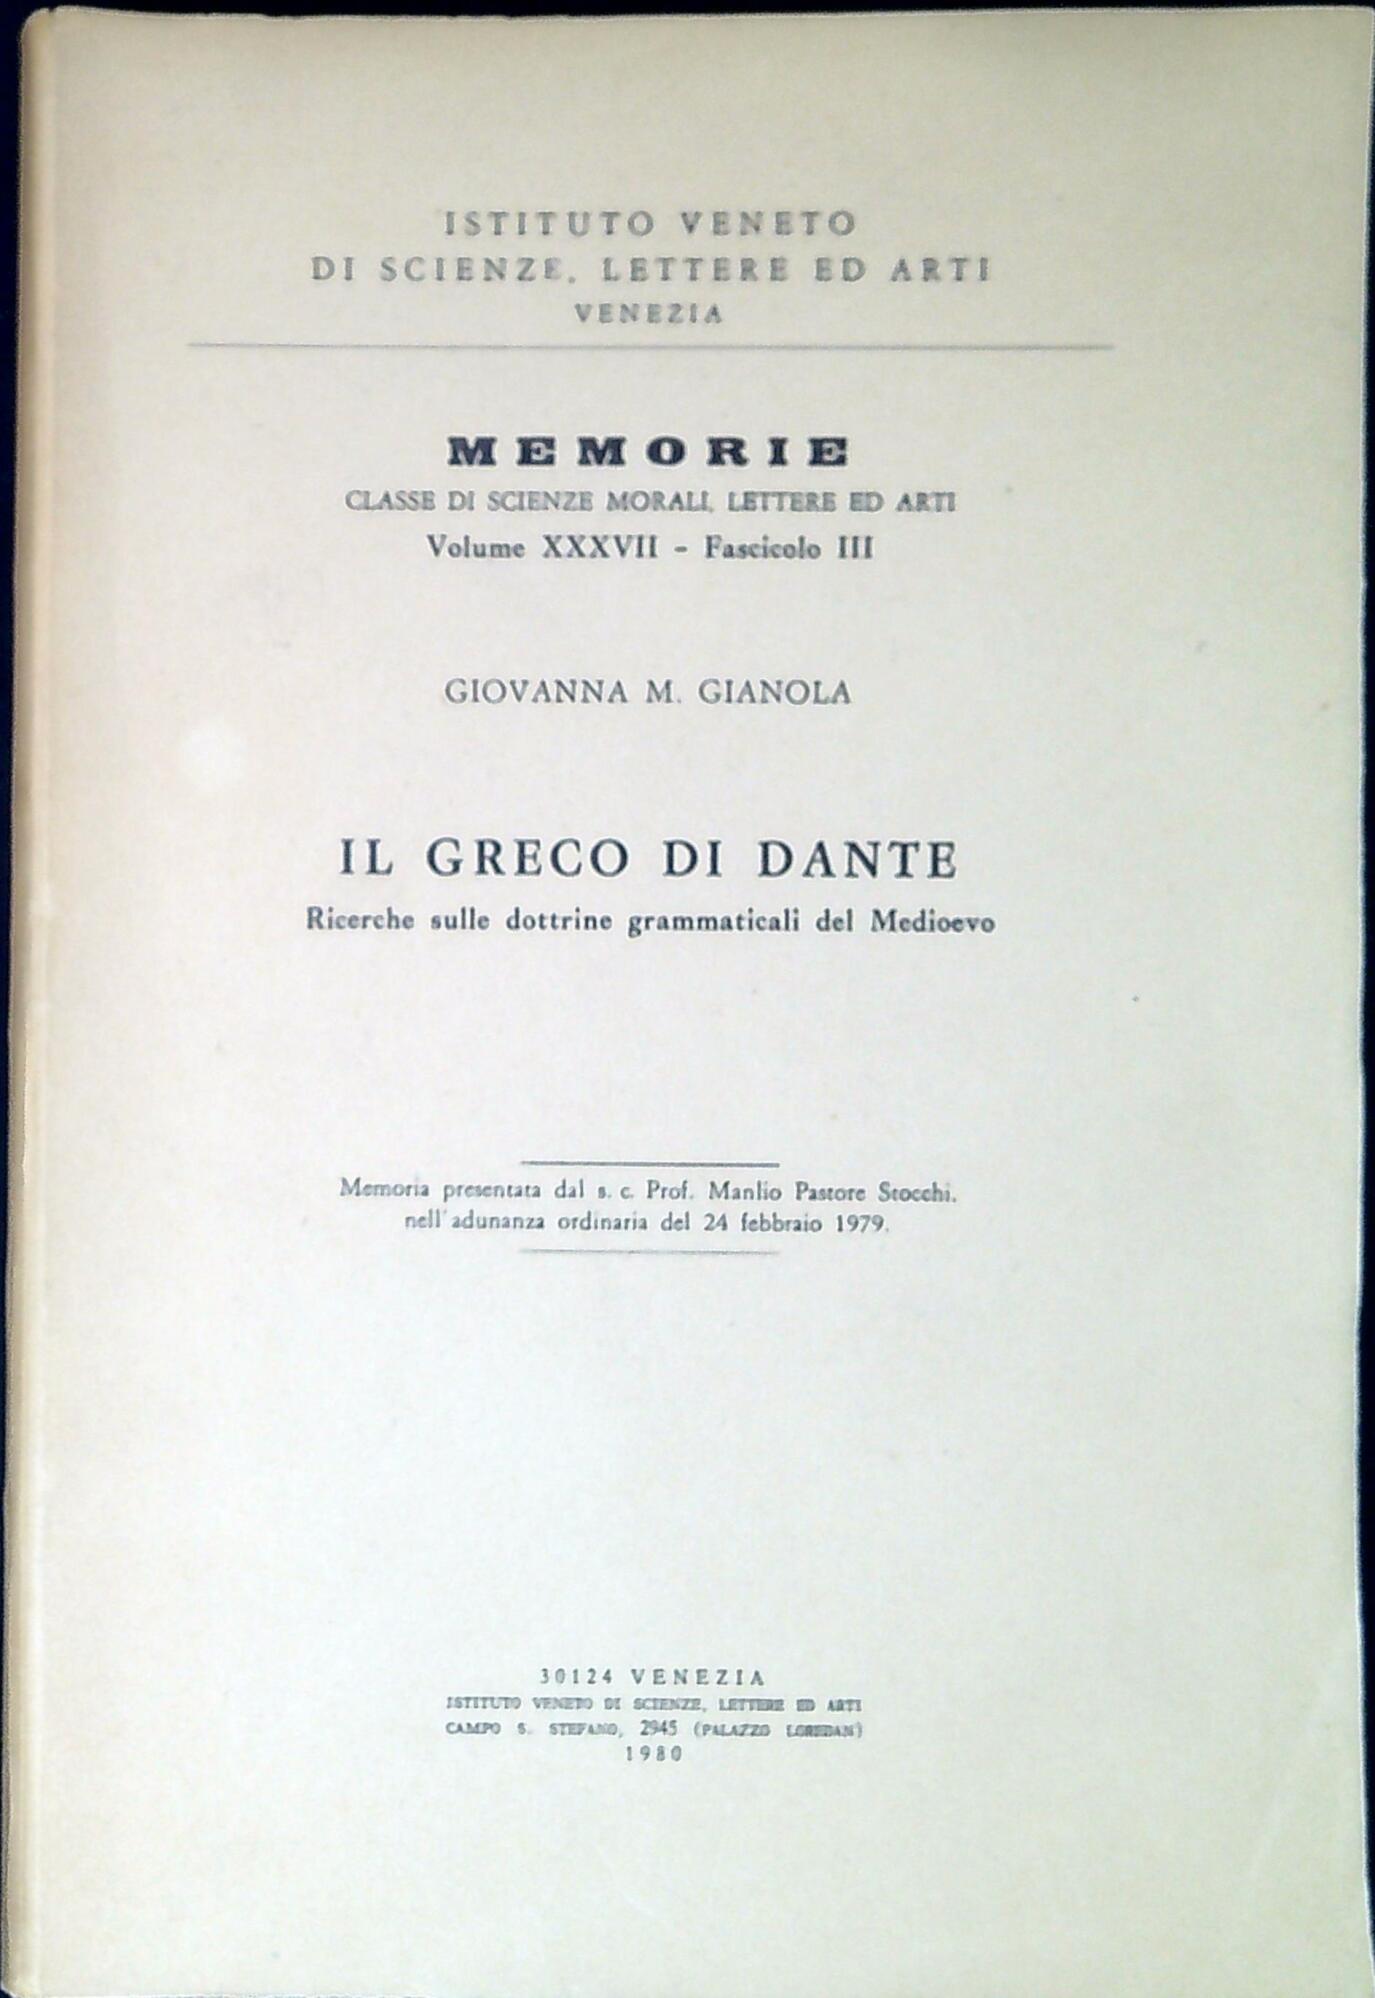 ISTITUTO VENETO
DI SCIENZE, LETTERE ED ARTI
VENEZIA
MEMORIE
CLASSE DI SCIENZE MORALI, LETTERE ED ARTI
Volume XXXVII - Fascicolo III
GIOVANNA M. GIANOLA
IL GRECO DI DANTE
Ricerche sulle dottrine grammaticali del Medioevo
Memoria presentata dal s. c. Prof. Manlio Pastore Stocchi,
nell'adunanza ordinaria del 24 febbraio 1979.
30124 VENEZIA
ISTITUTO VENETO DI SCIENZE, LETTERE ED ARTI
CAMPO S. STEFANO, 2945 (PALAZZO LOREDAN)
1980